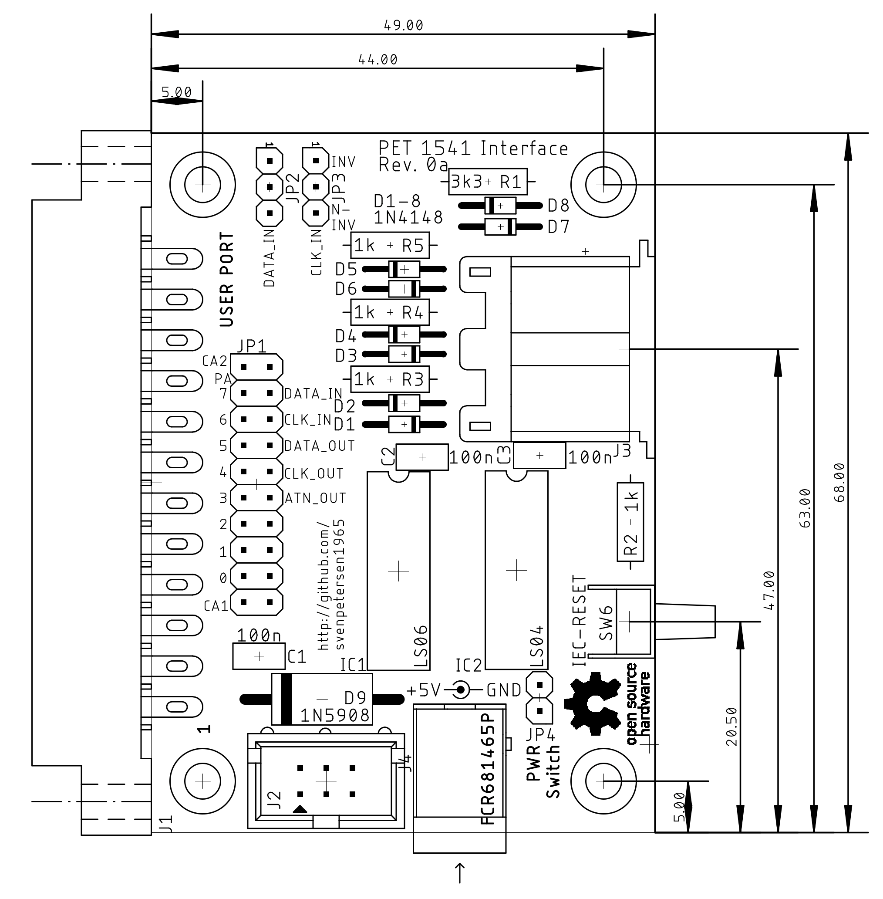 49.00
44.00
5.00
PET 1541 Interface
Rev. 0a
1
1
INV
JP2
JP3
N-
INV
DATA_IN
CLK_IN
3k3 R1
D1-8
1N4148
D8
D7
USER PORT
1k R5
D5
D6
1k R4
D4
D3
1k R3
D2
D1
JP1
CA2
PA
7
DATA_IN
6
CLK_IN
5
DATA_OUT
4
CLK_OUT
3
ATN_OUT
2
1
0
CA1
C2
100n
C3
100n
J3
R2 1k
http://github.com/
svenpetersen1965
LS06
LS04
IC1
IC2
IEC-RESET
SW6
100n
C1
+5V
GND
D9
1N5908
open source
hardware
1
JP4
PWR
Switch
FCR681465P
J2
J4
J1
68.00
63.00
47.00
20.50
5.00